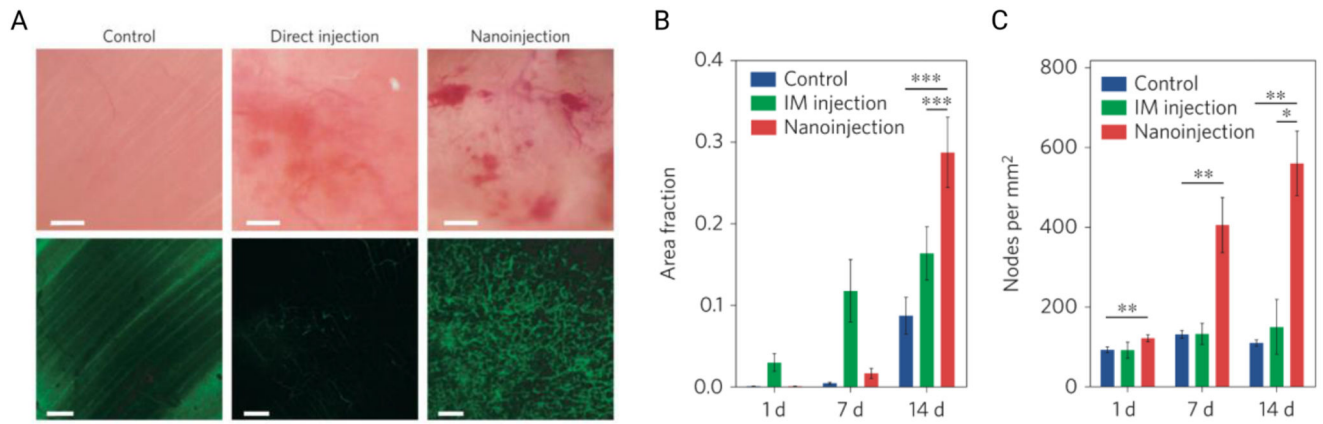 A
Control
Direct injection
Nanoinjection
B
Area fraction
0.4
0.3
0.2
0.1
0.0
Control
IM injection
Nanoinjection
***
***
1 d
7 d
14 d
C
Nodes per mm²
800
600
400
200
0
Control
IM injection
Nanoinjection
**
**
**
*
1 d
7 d
14 d